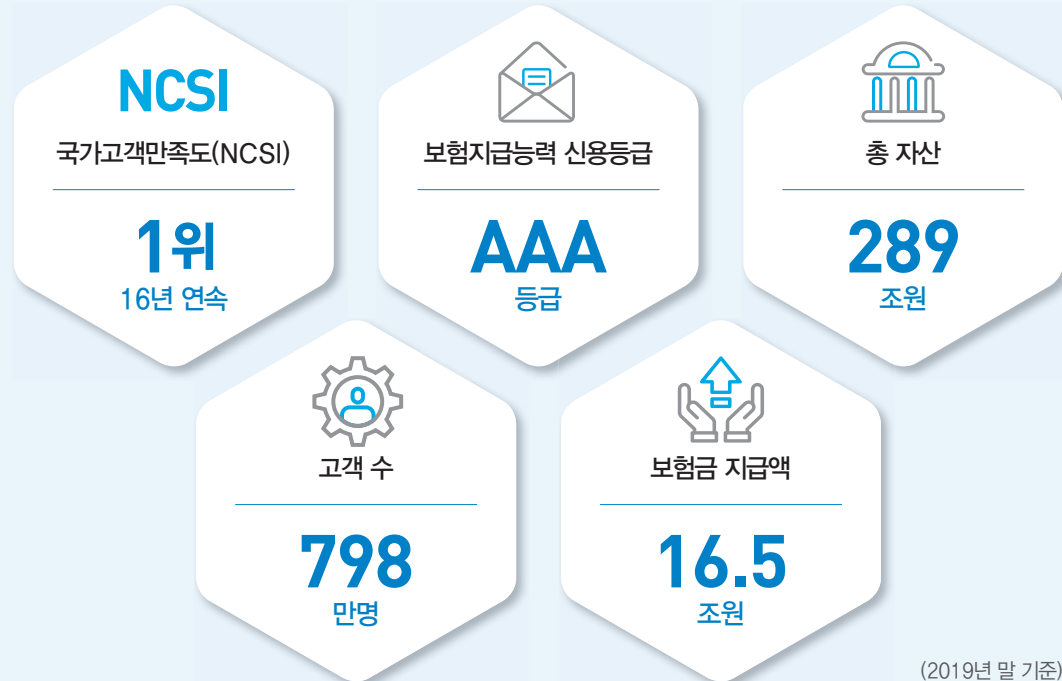 NCSI
국가고객만족도(NCSI)
1위
16년 연속
보험지급능력 신용등급
AAA
등급
총 자산
289
조원
고객 수
798
만명
보험금 지급액
16.5
조원
(2019년 말 기준)